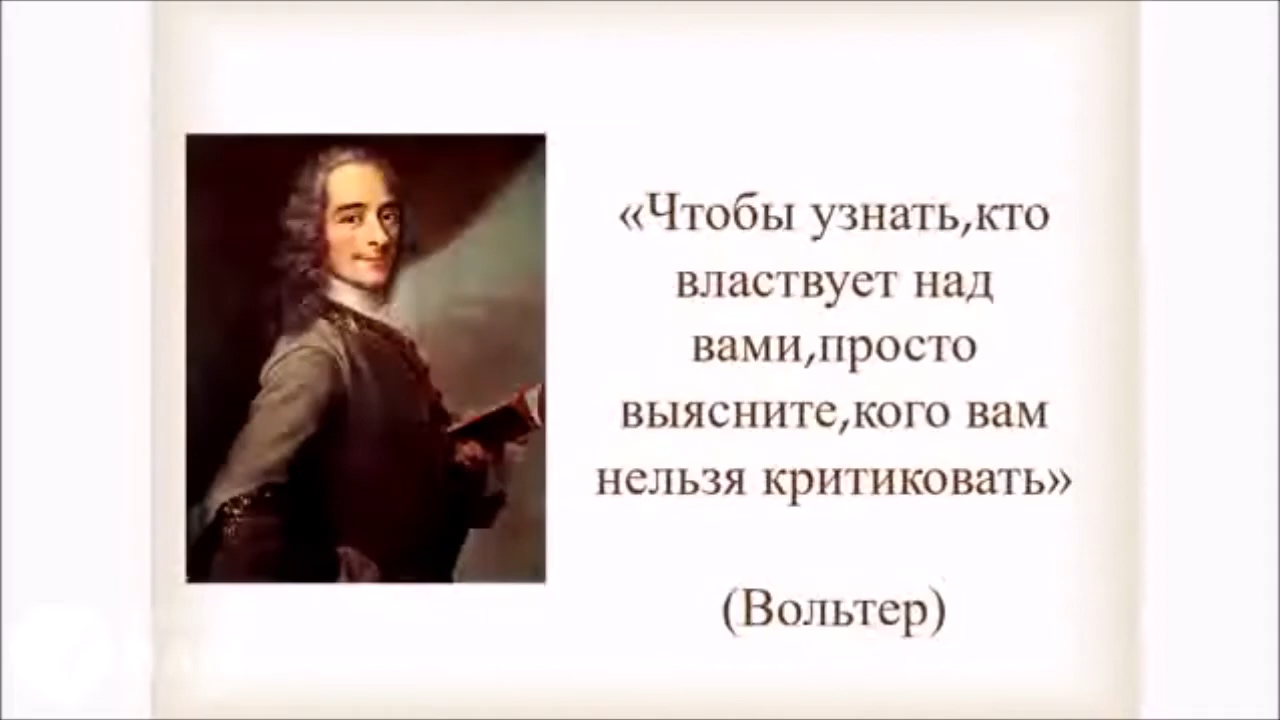 «Чтобы узнать,кто
властвует над
вами,просто
выясните,кого вам
нельзя критиковать»
(Вольтер)